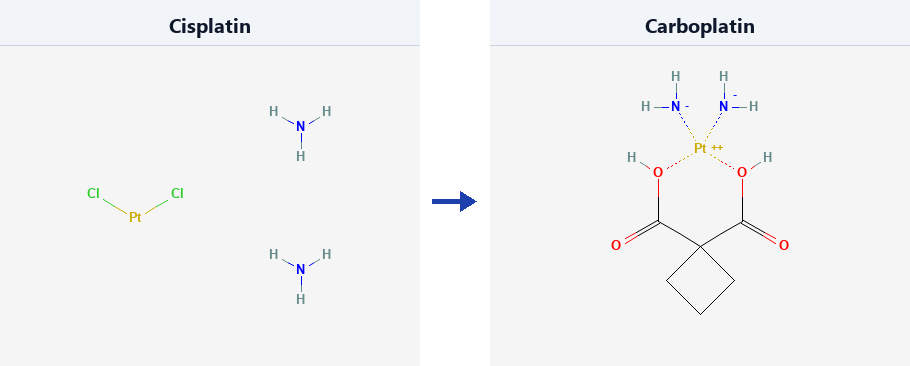 Cisplatin
Carboplatin
H H
N
H
Cl Cl
Pt
H H
N
H
H H
H N - N - H
Pt ++
H H
O O
O O